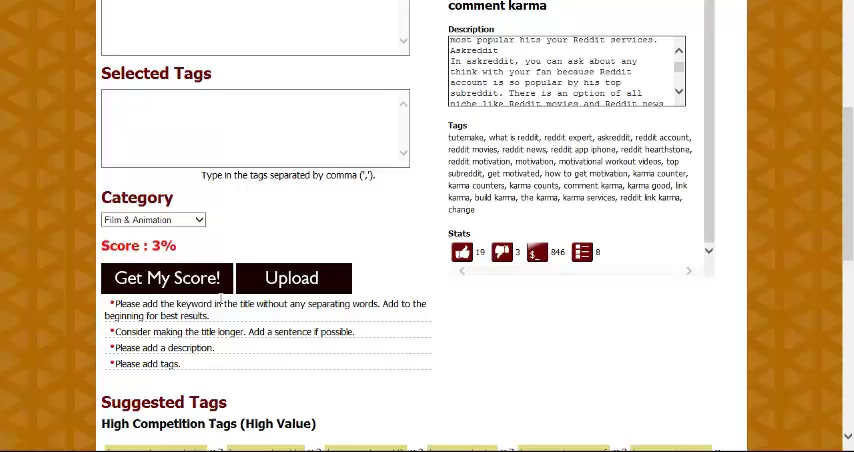 comment karma
Description
most popular hits your Reddit services.
Askreddit
In askreddit, you can ask about any
think with your fan because Reddit
account is so popular by his top
subreddit. There is an option of all
niche like Reddit movies and Reddit news
Selected Tags
Type in the tags separated by comma (',').
Category
Film & Animation
Score : 3%
Get My Score!
Upload
•Please add the keyword in the title without any separating words. Add to the
beginning for best results.
•Consider making the title longer. Add a sentence if possible.
•Please add a description.
•Please add tags.
Tags
tutemake, what is reddit, reddit expert, askreddit, reddit account,
reddit movies, reddit news, reddit app iphone, reddit hearthstone,
reddit motivation, motivation, motivational workout videos, top
subreddit, get motivated, how to get motivation, karma counter,
karma counters, karma counts, comment karma, karma good, link
karma, build karma, the karma, karma services, reddit link karma,
change
Stats
19
3
$_
846
8
Suggested Tags
High Competition Tags (High Value)